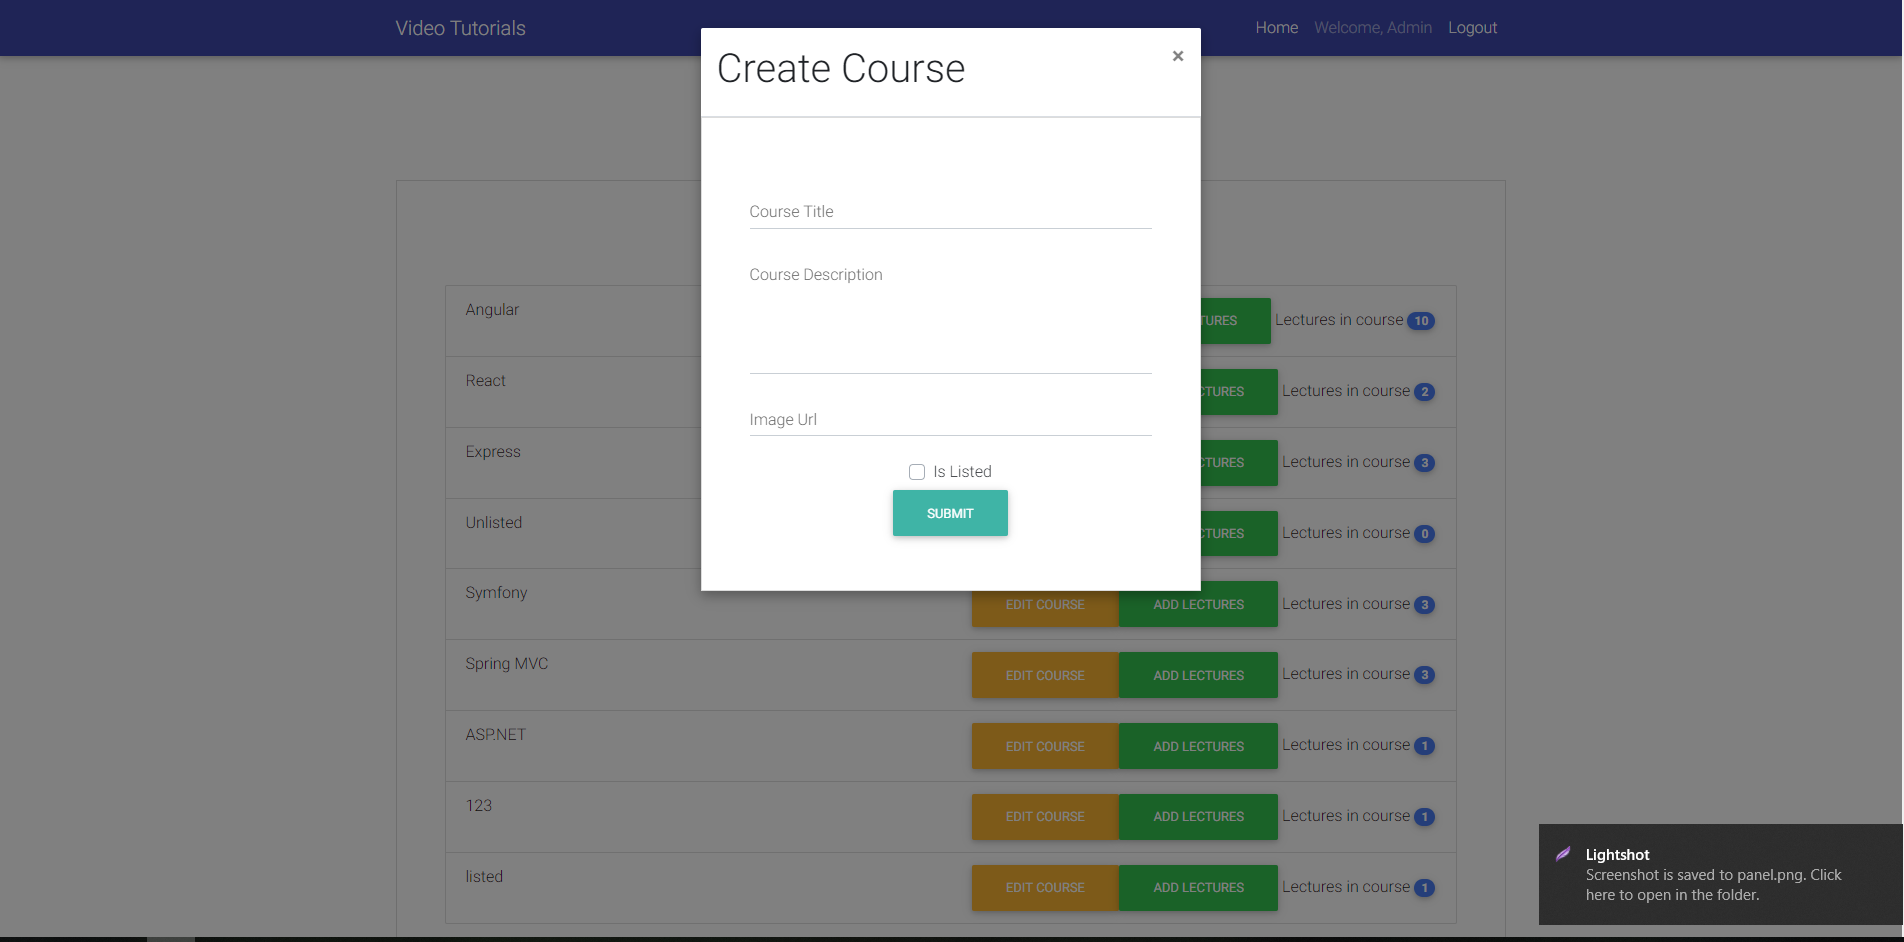 Video Tutorials
Home Welcome, Admin Logout
Create Course
×
Course Title
Course Description
Image Url
Is Listed
SUBMIT
Angular TURES Lectures in course 10
React CTURES Lectures in course 2
Express CTURES Lectures in course 3
Unlisted CTURES Lectures in course 0
Symfony EDIT COURSE ADD LECTURES Lectures in course 3
Spring MVC EDIT COURSE ADD LECTURES Lectures in course 3
ASP.NET EDIT COURSE ADD LECTURES Lectures in course 1
123 EDIT COURSE ADD LECTURES Lectures in course 1
listed EDIT COURSE ADD LECTURES Lectures in course 1
Lightshot
Screenshot is saved to panel.png. Click
here to open in the folder.